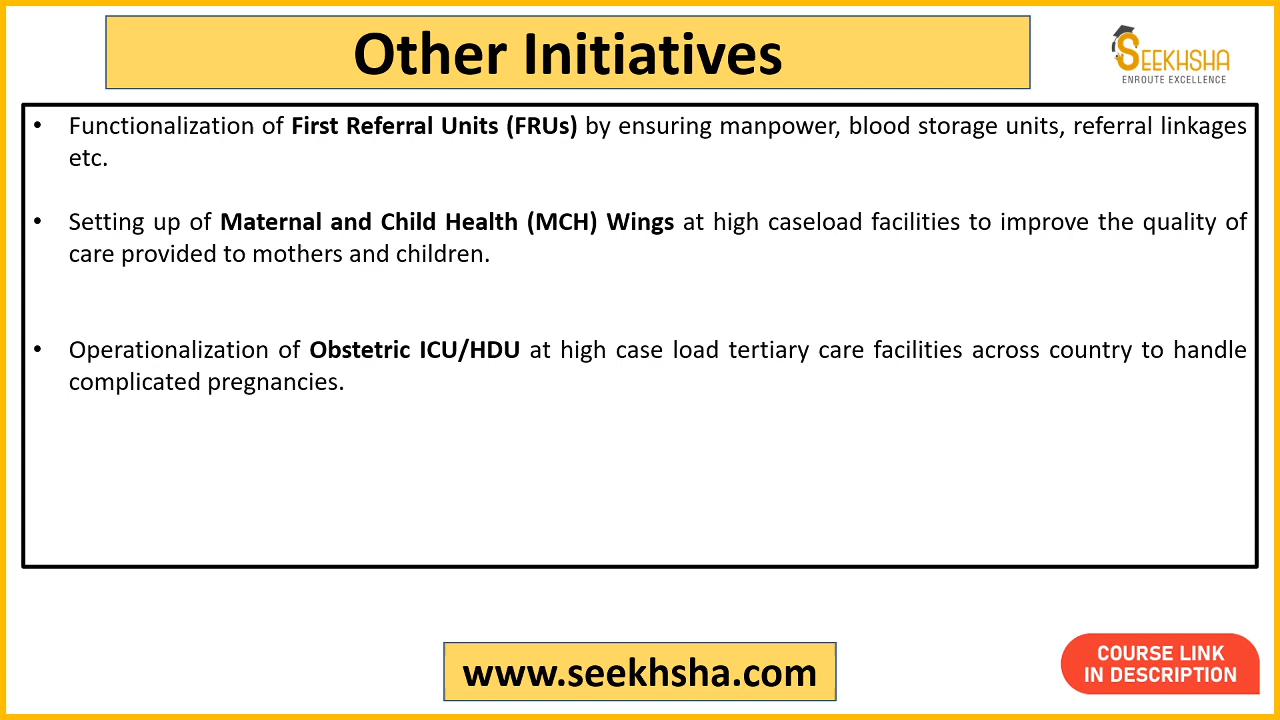 Other Initiatives
SEEKHSHA
ENROUTE EXCELLENCE
• Functionalization of First Referral Units (FRUs) by ensuring manpower, blood storage units, referral linkages
etc.
• Setting up of Maternal and Child Health (MCH) Wings at high caseload facilities to improve the quality of
care provided to mothers and children.
• Operationalization of Obstetric ICU/HDU at high case load tertiary care facilities across country to handle
complicated pregnancies.
www.seekhsha.com
COURSE LINK
IN DESCRIPTION